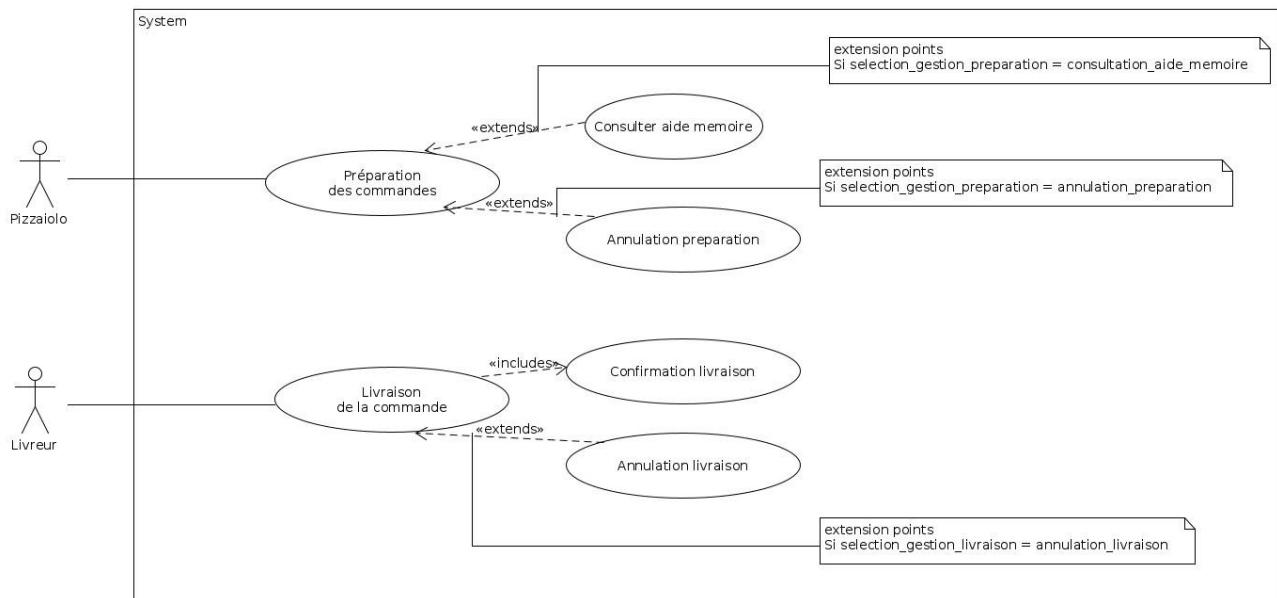 System
extension points
Si selection_gestion_preparation = consultation_aide_memoire
«extends»
Consulter aide memoire
Pizzaiolo
Préparation
des commandes
extension points
Si selection_gestion_preparation = annulation_preparation
«extends»
Annulation preparation
«includes»
Confirmation livraison
Livreur
Livraison
de la commande
«extends»
Annulation livraison
extension points
Si selection_gestion_livraison = annulation_livraison